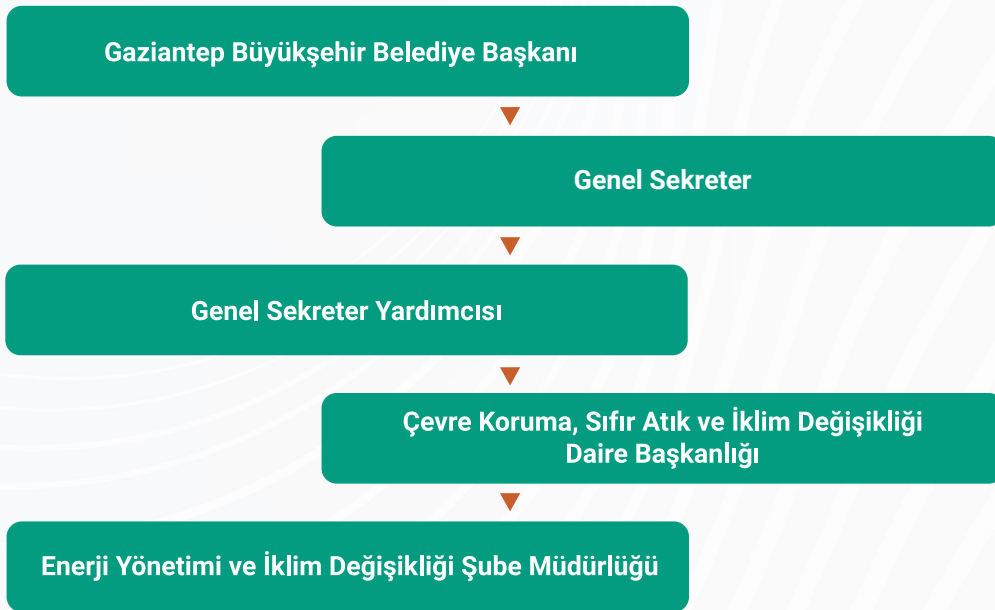 Gaziantep Büyükşehir Belediye Başkanı
Genel Sekreter
Genel Sekreter Yardımcısı
Çevre Koruma, Sıfır Atık ve İklim Değişikliği
Daire Başkanlığı
Enerji Yönetimi ve İklim Değişikliği Şube Müdürlüğü